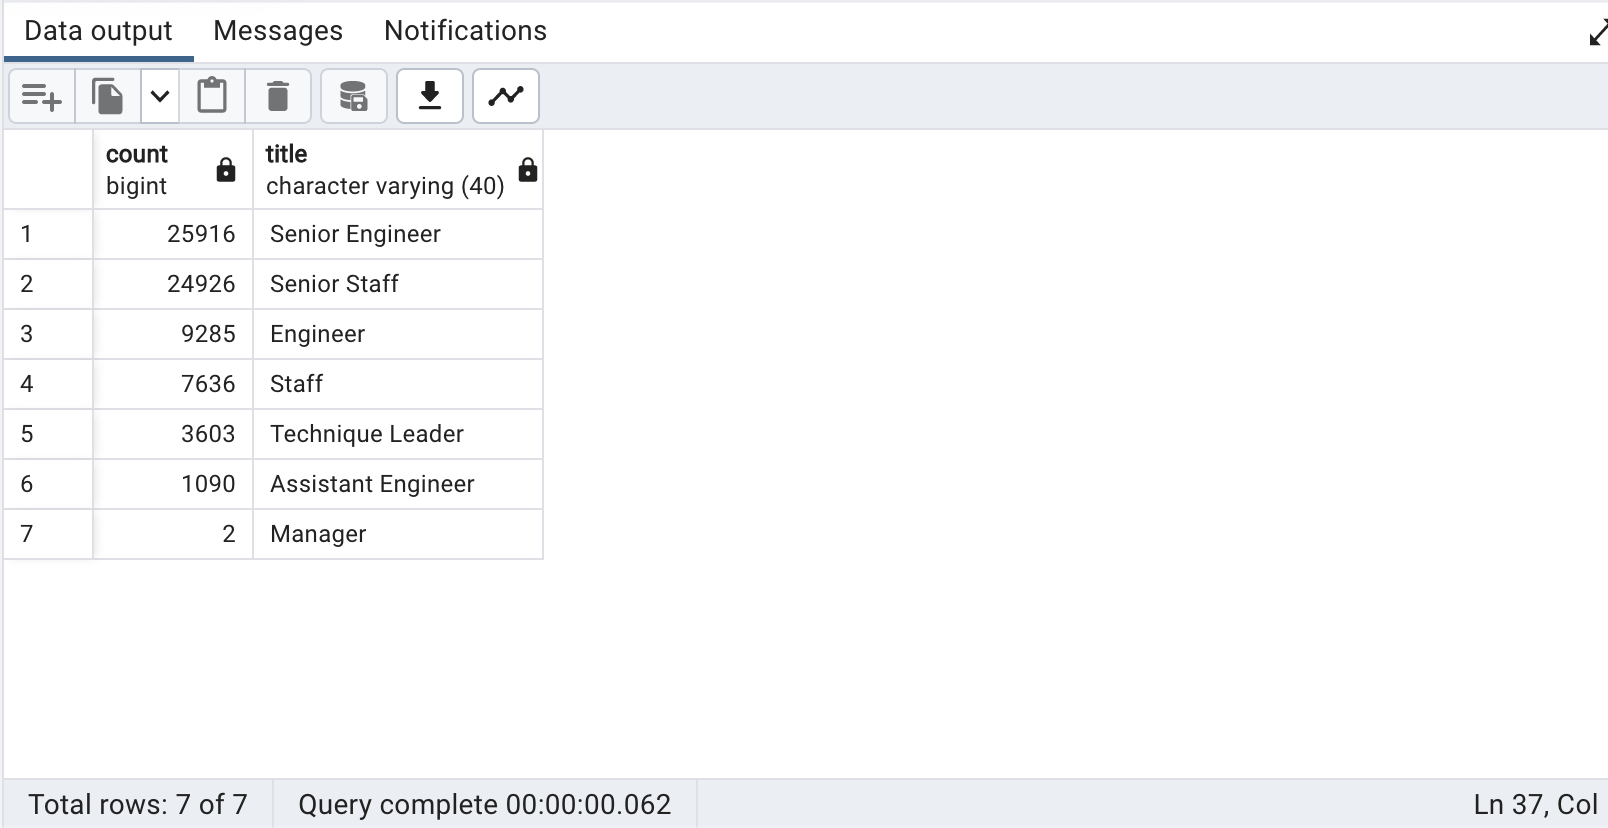 Data output Messages Notifications
count title
bigint character varying (40)
1 25916 Senior Engineer
2 24926 Senior Staff
3 9285 Engineer
4 7636 Staff
5 3603 Technique Leader
6 1090 Assistant Engineer
7 2 Manager
Total rows: 7 of 7 Query complete 00:00:00.062 Ln 37, Col